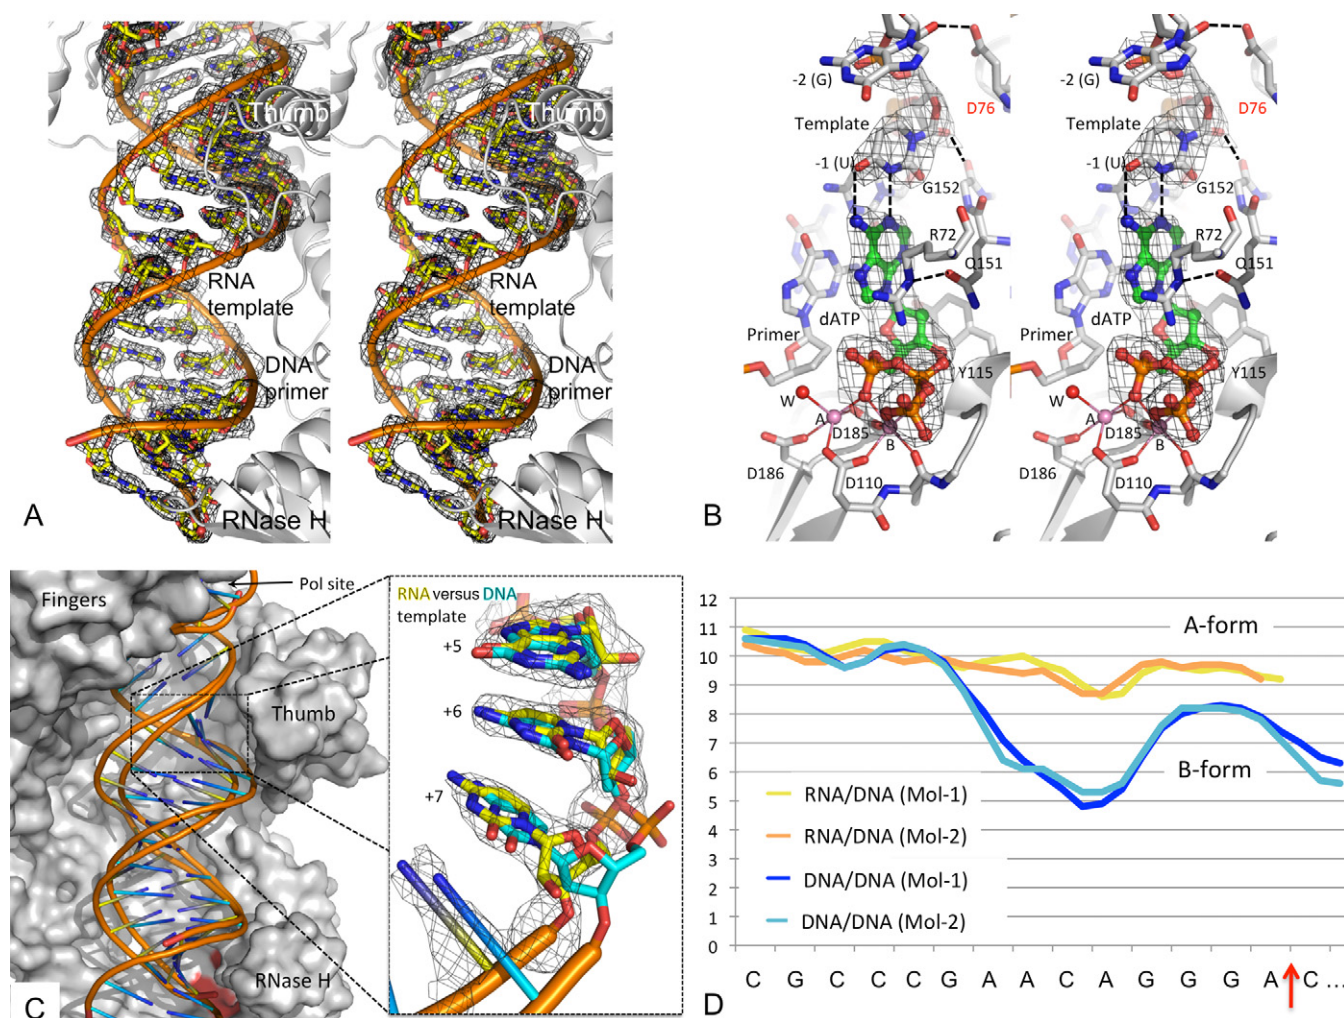 Thumb
Thumb
RNA
template
RNA
template
DNA
primer
DNA
primer
RNase H
RNase H
A
-2 (G)
-2 (G)
D76
D76
Template
Template
-1 (U)
-1 (U)
G152
G152
R72
R72
Q151
Q151
dATP
dATP
Primer
Primer
Y115
Y115
W
W
A
A
D185
D185
B
B
D186
D186
D110
D110
B
Fingers
Pol site
Thumb
RNase H
C
RNA versus DNA
template
+5
+6
+7
12
11
10
9
8
7
6
5
4
3
2
1
0
A-form
B-form
RNA/DNA (Mol-1)
RNA/DNA (Mol-2)
DNA/DNA (Mol-1)
DNA/DNA (Mol-2)
C G C C C G A A C A G G G A C ...
D